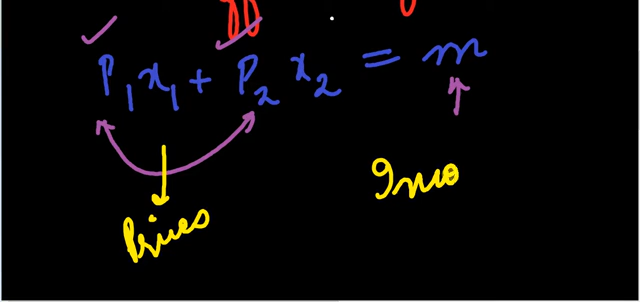 P₁x₁ + P₂x₂ = m
Prices
Inco